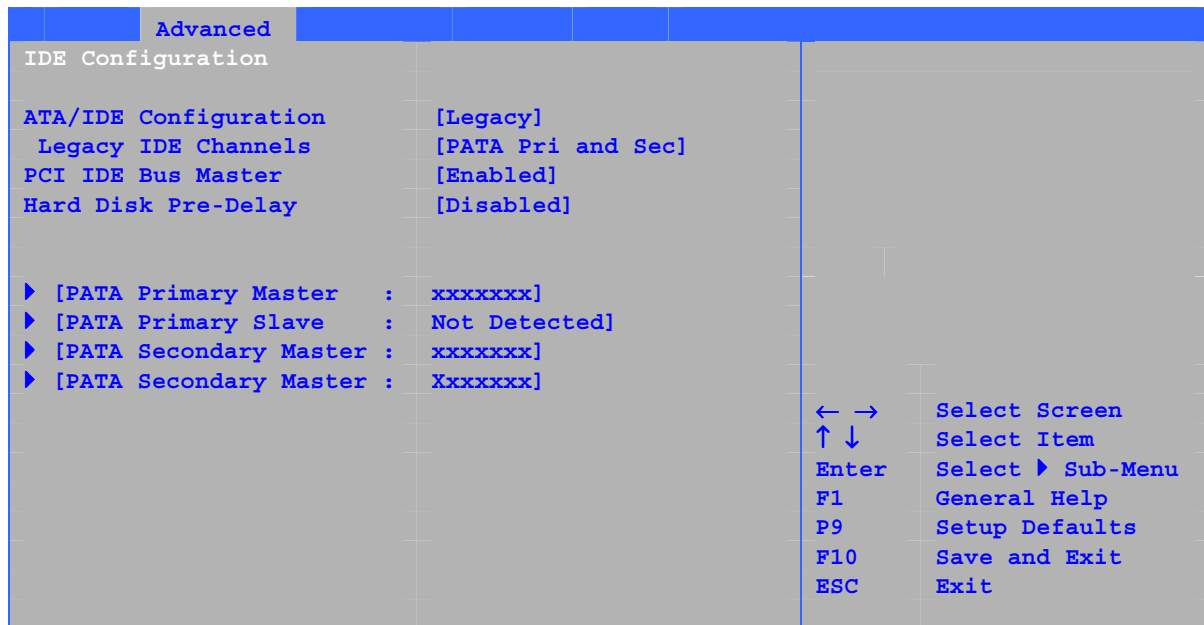 Advanced
IDE Configuration
ATA/IDE Configuration [Legacy]
Legacy IDE Channels [PATA Pri and Sec]
PCI IDE Bus Master [Enabled]
Hard Disk Pre-Delay [Disabled]
[PATA Primary Master : xxxxxxx]
[PATA Primary Slave : Not Detected]
[PATA Secondary Master : xxxxxxx]
[PATA Secondary Master : Xxxxxxxx]
← → Select Screen
↑ ↓ Select Item
Enter Select ▶ Sub-Menu
F1 General Help
P9 Setup Defaults
F10 Save and Exit
ESC Exit